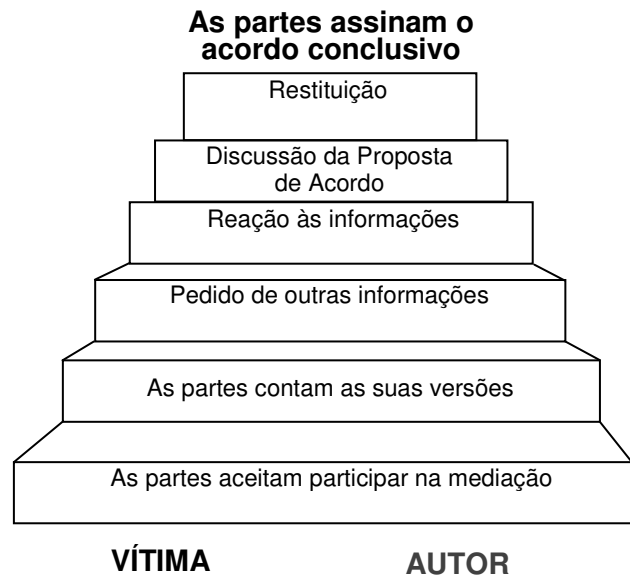 As partes assinam o
acordo conclusivo
Restituição
Discussão da Proposta
de Acordo
Reação às informações
Pedido de outras informações
As partes contam as suas versões
As partes aceitam participar na mediação
VÍTIMA AUTOR